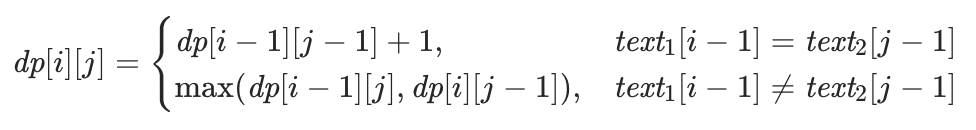 dp[i][j] = { dp[i − 1][j − 1] + 1, text₁[i − 1] = text₂[j − 1]
max(dp[i − 1][j], dp[i][j − 1]), text₁[i − 1] ≠ text₂[j − 1]